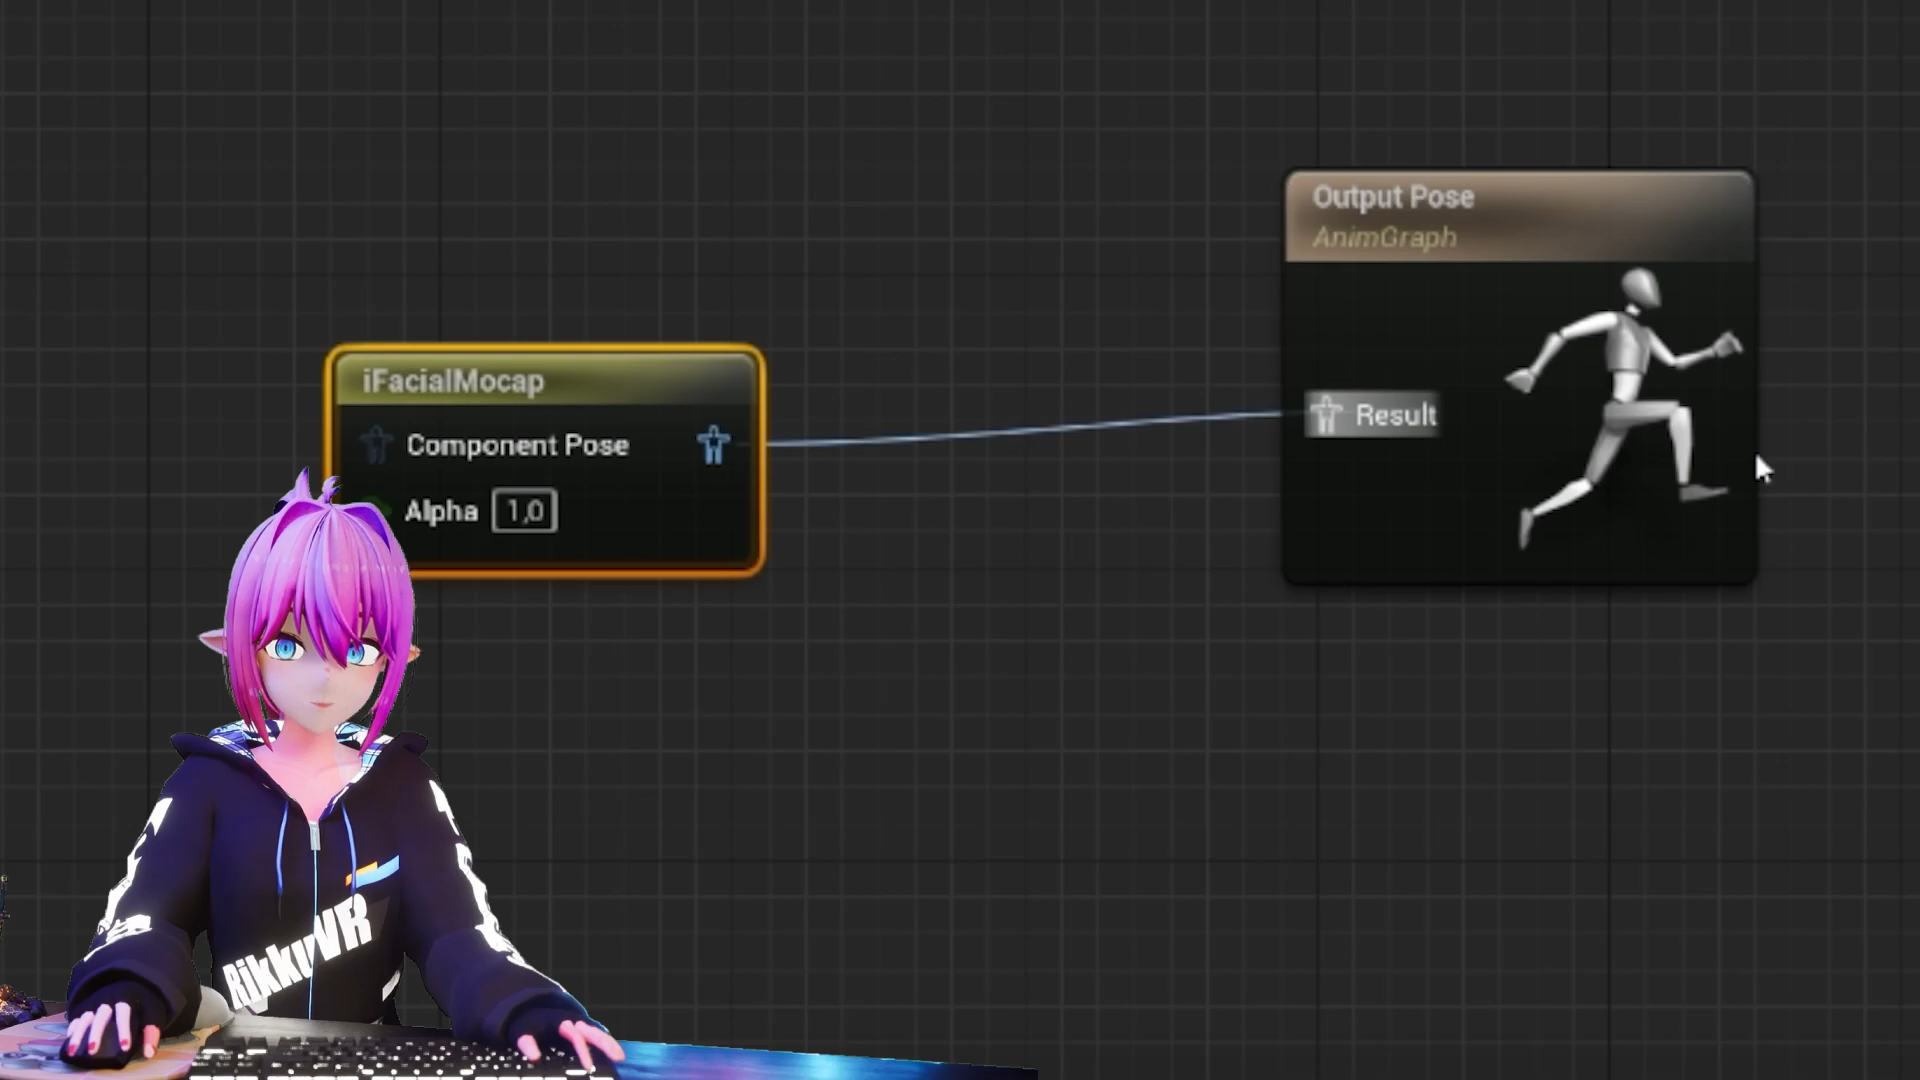 Output Pose
AnimGraph
iFacialMocap
Component Pose
Result
Alpha 1,0
RikkuVR